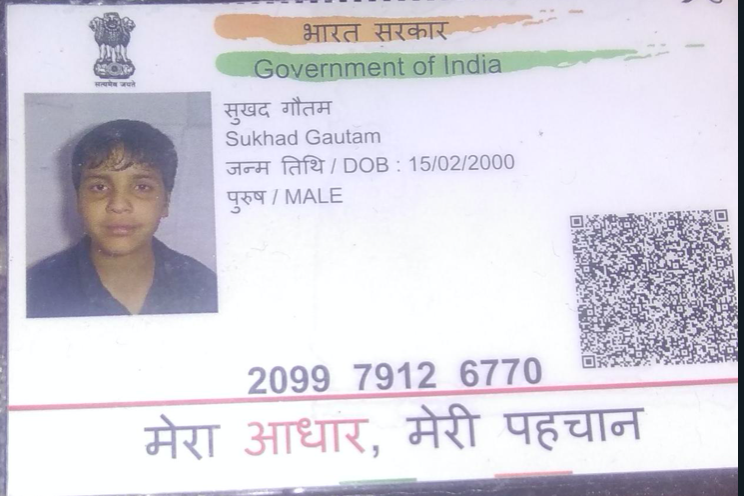 सत्यमेव जयते
भारत सरकार
Government of India
सुखद गौतम
Sukhad Gautam
जन्म तिथि / DOB : 15/02/2000
पुरुष / MALE
2099 7912 6770
मेरा आधार, मेरी पहचान